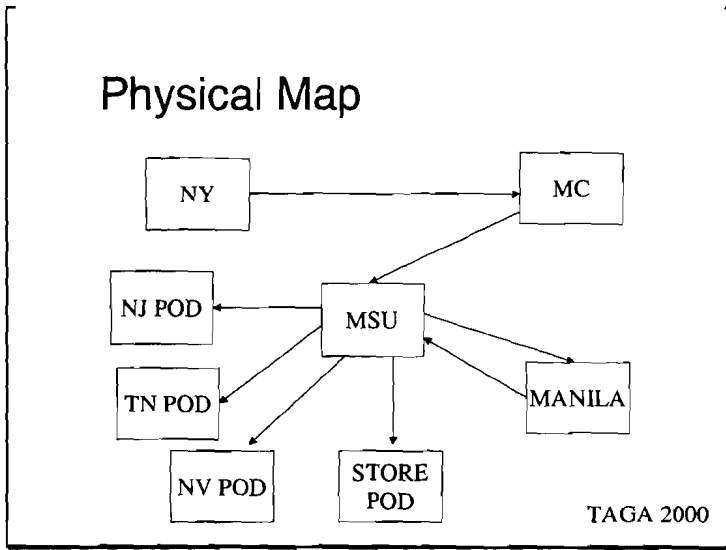 Physical Map
NY
MC
NJ POD
MSU
TN POD
MANILA
NV POD
STORE
POD
TAGA 2000